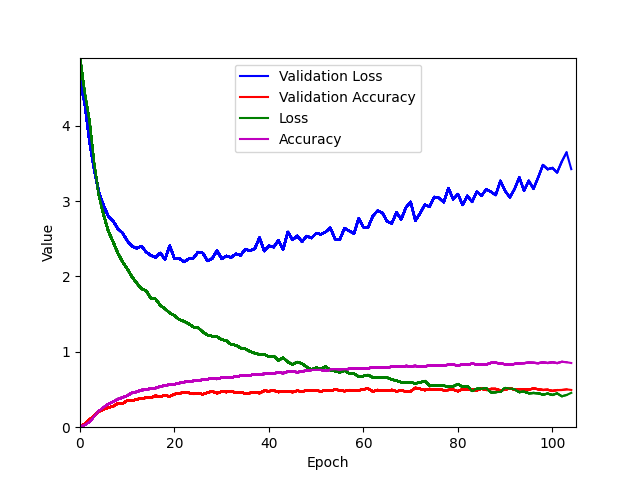 Validation Loss
Validation Accuracy
Loss
Accuracy
4
3
2
1
0
Value
0 20 40 60 80 100
Epoch